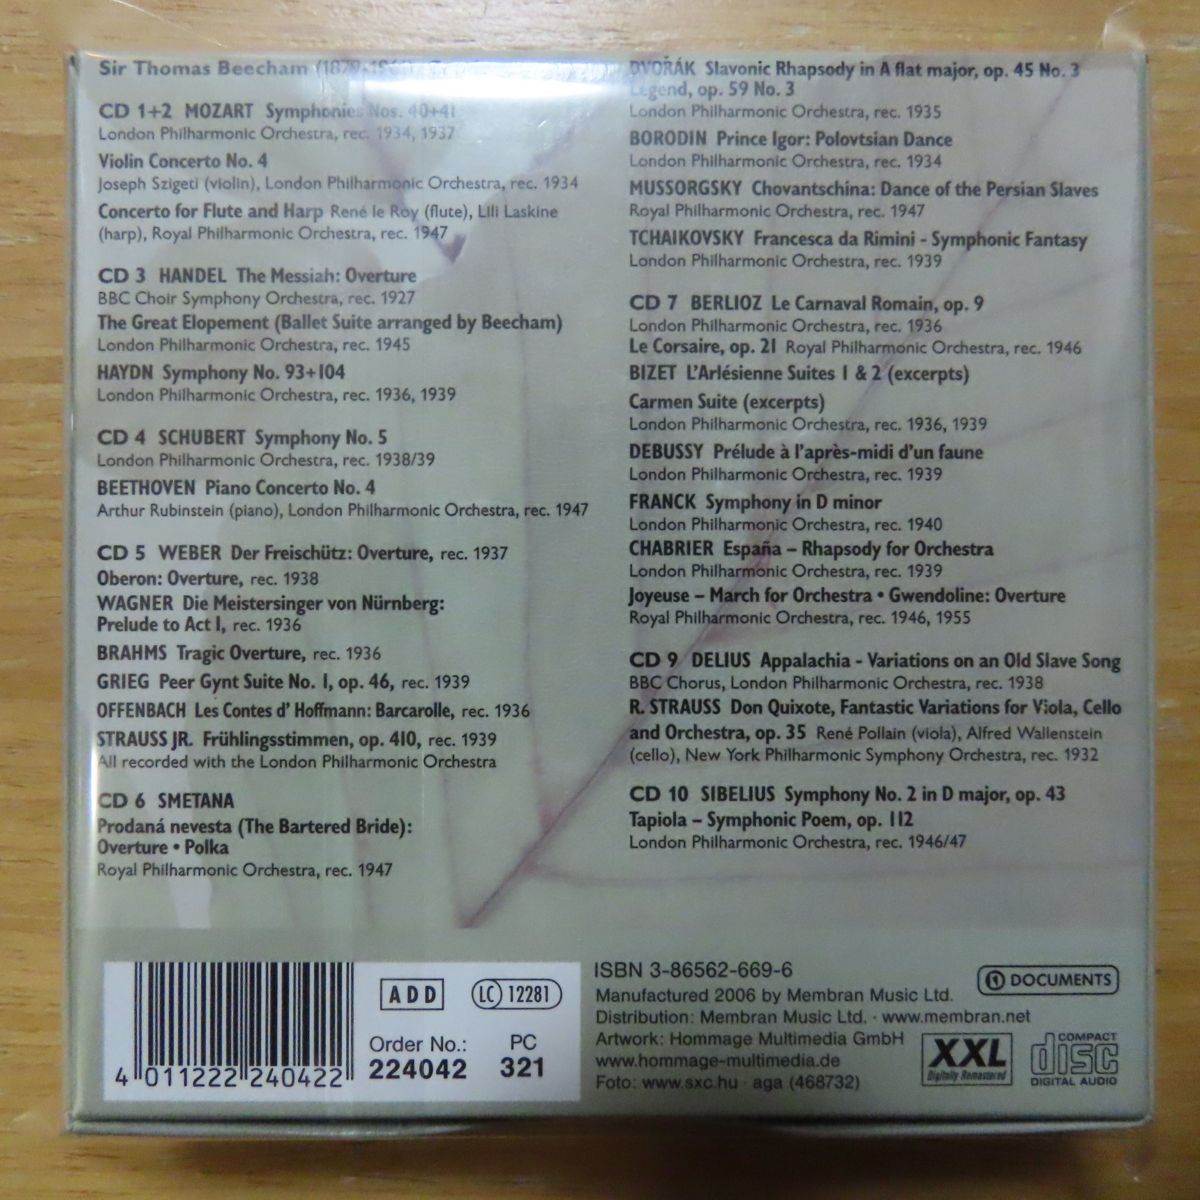 Sir Thomas Beecham (1879-1961)
CD 1+2 MOZART Symphonies Nos. 40+41
London Philharmonic Orchestra, rec. 1934, 1937
Violin Concerto No. 4
Joseph Szigeti (violin), London Philharmonic Orchestra, rec. 1934
Concerto for Flute and Harp René le Roy (flute), Lili Laskine
(harp), Royal Philharmonic Orchestra, rec. 1947
CD 3 HANDEL The Messiah: Overture
BBC Choir Symphony Orchestra, rec. 1927
The Great Elopement (Ballet Suite arranged by Beecham)
London Philharmonic Orchestra, rec. 1945
HAYDN Symphony No. 93+104
London Philharmonic Orchestra, rec. 1936, 1939
CD 4 SCHUBERT Symphony No. 5
London Philharmonic Orchestra, rec. 1938/39
BEETHOVEN Piano Concerto No. 4
Arthur Rubinstein (piano), London Philharmonic Orchestra, rec. 1947
CD 5 WEBER Der Freischütz: Overture, rec. 1937
Oberon: Overture, rec. 1938
WAGNER Die Meistersinger von Nürnberg:
Prelude to Act I, rec. 1936
BRAHMS Tragic Overture, rec. 1936
GRIEG Peer Gynt Suite No. 1, op. 46, rec. 1939
OFFENBACH Les Contes d' Hoffmann: Barcarolle, rec. 1936
STRAUSS JR. Frühlingsstimmen, op. 410, rec. 1939
All recorded with the London Philharmonic Orchestra
CD 6 SMETANA
Prodaná nevesta (The Bartered Bride):
Overture • Polka
Royal Philharmonic Orchestra, rec. 1947
DVOŘÁK Slavonic Rhapsody in A flat major, op. 45 No. 3
Legend, op. 59 No. 3
London Philharmonic Orchestra, rec. 1935
BORODIN Prince Igor: Polovtsian Dance
London Philharmonic Orchestra, rec. 1934
MUSSORGSKY Chovantschina: Dance of the Persian Slaves
Royal Philharmonic Orchestra, rec. 1947
TCHAIKOVSKY Francesca da Rimini - Symphonic Fantasy
London Philharmonic Orchestra, rec. 1939
CD 7 BERLIOZ Le Carnaval Romain, op. 9
London Philharmonic Orchestra, rec. 1936
Le Corsaire, op. 21 Royal Philharmonic Orchestra, rec. 1946
BIZET L'Arlésienne Suites 1 & 2 (excerpts)
Carmen Suite (excerpts)
London Philharmonic Orchestra, rec. 1936, 1939
DEBUSSY Prélude à l'après-midi d'un faune
London Philharmonic Orchestra, rec. 1939
FRANCK Symphony in D minor
London Philharmonic Orchestra, rec. 1940
CHABRIER España – Rhapsody for Orchestra
London Philharmonic Orchestra, rec. 1939
Joyeuse – March for Orchestra • Gwendoline: Overture
Royal Philharmonic Orchestra, rec. 1946, 1955
CD 9 DELIUS Appalachia - Variations on an Old Slave Song
BBC Chorus, London Philharmonic Orchestra, rec. 1938
R. STRAUSS Don Quixote, Fantastic Variations for Viola, Cello
and Orchestra, op. 35 René Pollain (viola), Alfred Wallenstein
(cello), New York Philharmonic Symphony Orchestra, rec. 1932
CD 10 SIBELIUS Symphony No. 2 in D major, op. 43
Tapiola – Symphonic Poem, op. 112
London Philharmonic Orchestra, rec. 1946/47
4 011222 240422
ADD
LC 12281
Order No.: PC
224042 321
ISBN 3-86562-669-6
Manufactured 2006 by Membran Music Ltd.
Distribution: Membran Music Ltd. · www.membran.net
Artwork: Hommage Multimedia GmbH
www.hommage-multimedia.de
Foto: www.sxc.hu · aga (468732)
DOCUMENTS
XXL
Digitally Remastered
COMPACT
disc
DIGITAL AUDIO